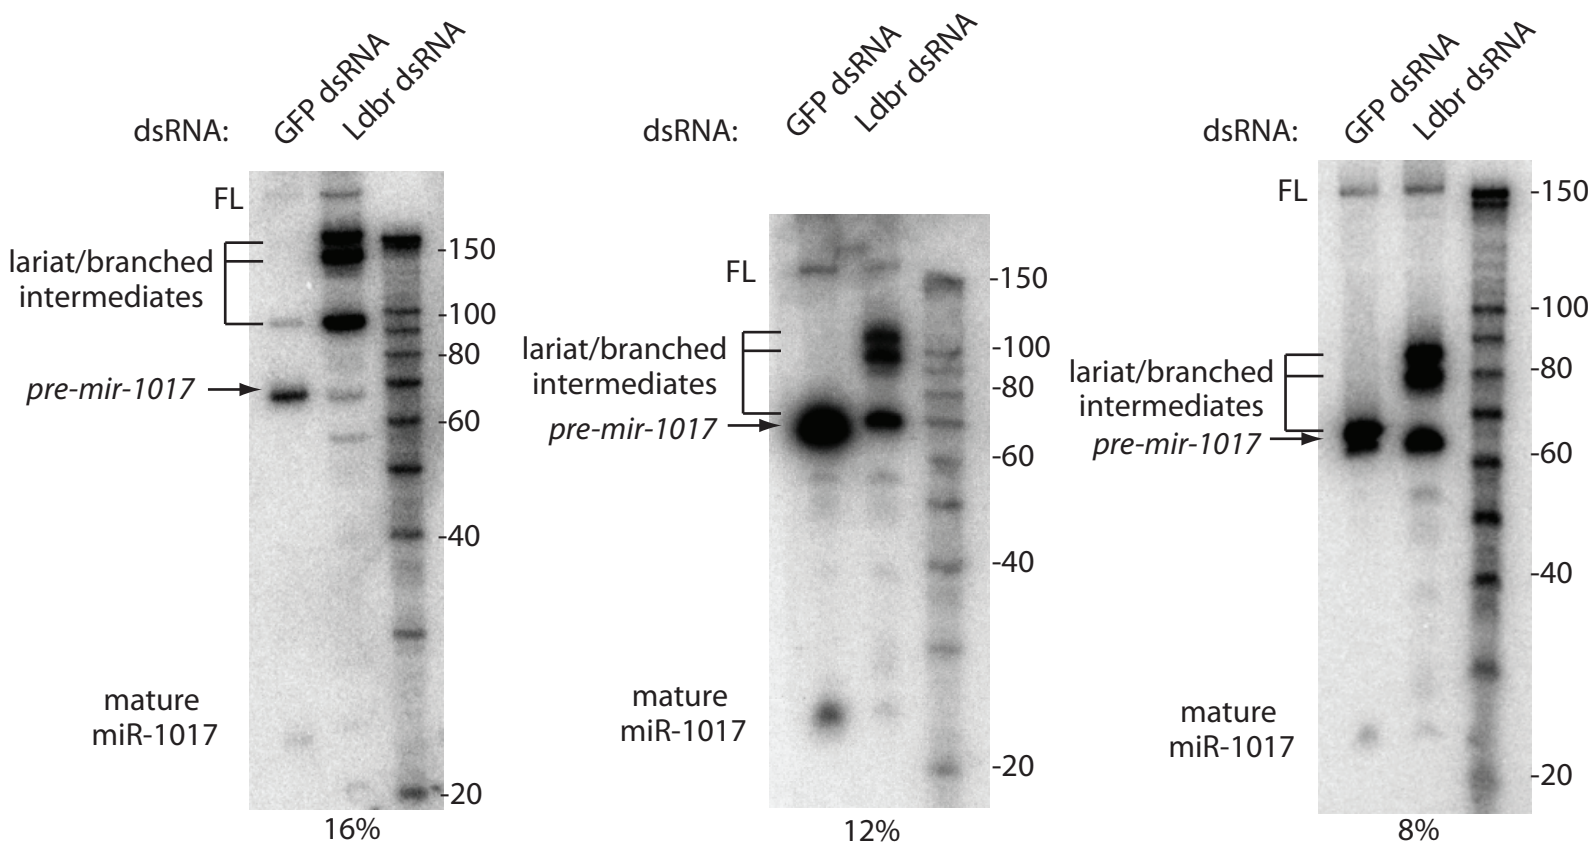 dsRNA:
GFP dsRNA
Ldbr dsRNA
FL
lariat/branched
intermediates
pre-mir-1017
mature
miR-1017
-150
-100
-80
-60
-40
-20
16%
dsRNA:
GFP dsRNA
Ldbr dsRNA
FL
lariat/branched
intermediates
pre-mir-1017
mature
miR-1017
-150
-100
-80
-60
-40
-20
12%
dsRNA:
GFP dsRNA
Ldbr dsRNA
FL
lariat/branched
intermediates
pre-mir-1017
mature
miR-1017
-150
-100
-80
-60
-40
-20
8%